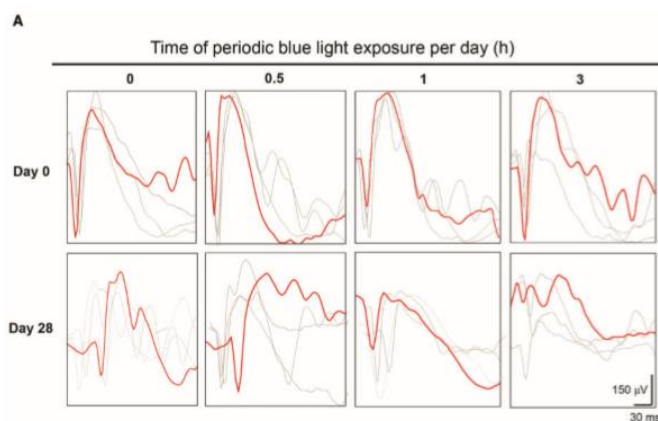 A
Time of periodic blue light exposure per day (h)
0 0.5 1 3
Day 0
Day 28
150 μV
30 ms